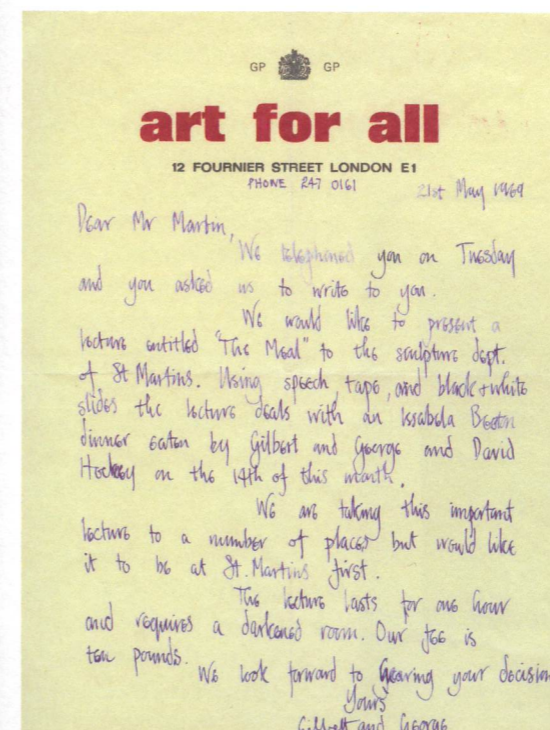 GP GP
art for all
12 FOURNIER STREET LONDON E1
PHONE 247 0161
21st May 1969
Dear Mr Martin,
We telephoned you on Tuesday
and you asked us to write to you.
We would like to present a
lecture entitled "The Meal" to the sculpture dept.
of St Martins. Using speech, tape, and black + white
slides the lecture deals with an Issabela Beeton
dinner eaten by Gilbert and George and David
Hockney on the 14th of this month.
We are taking this important
lecture to a number of places but would like
it to be at St. Martins first.
The lecture lasts for one hour
and requires a darkened room. Our fee is
ten pounds.
We look forward to hearing your decision
Yours
Gilbert and George